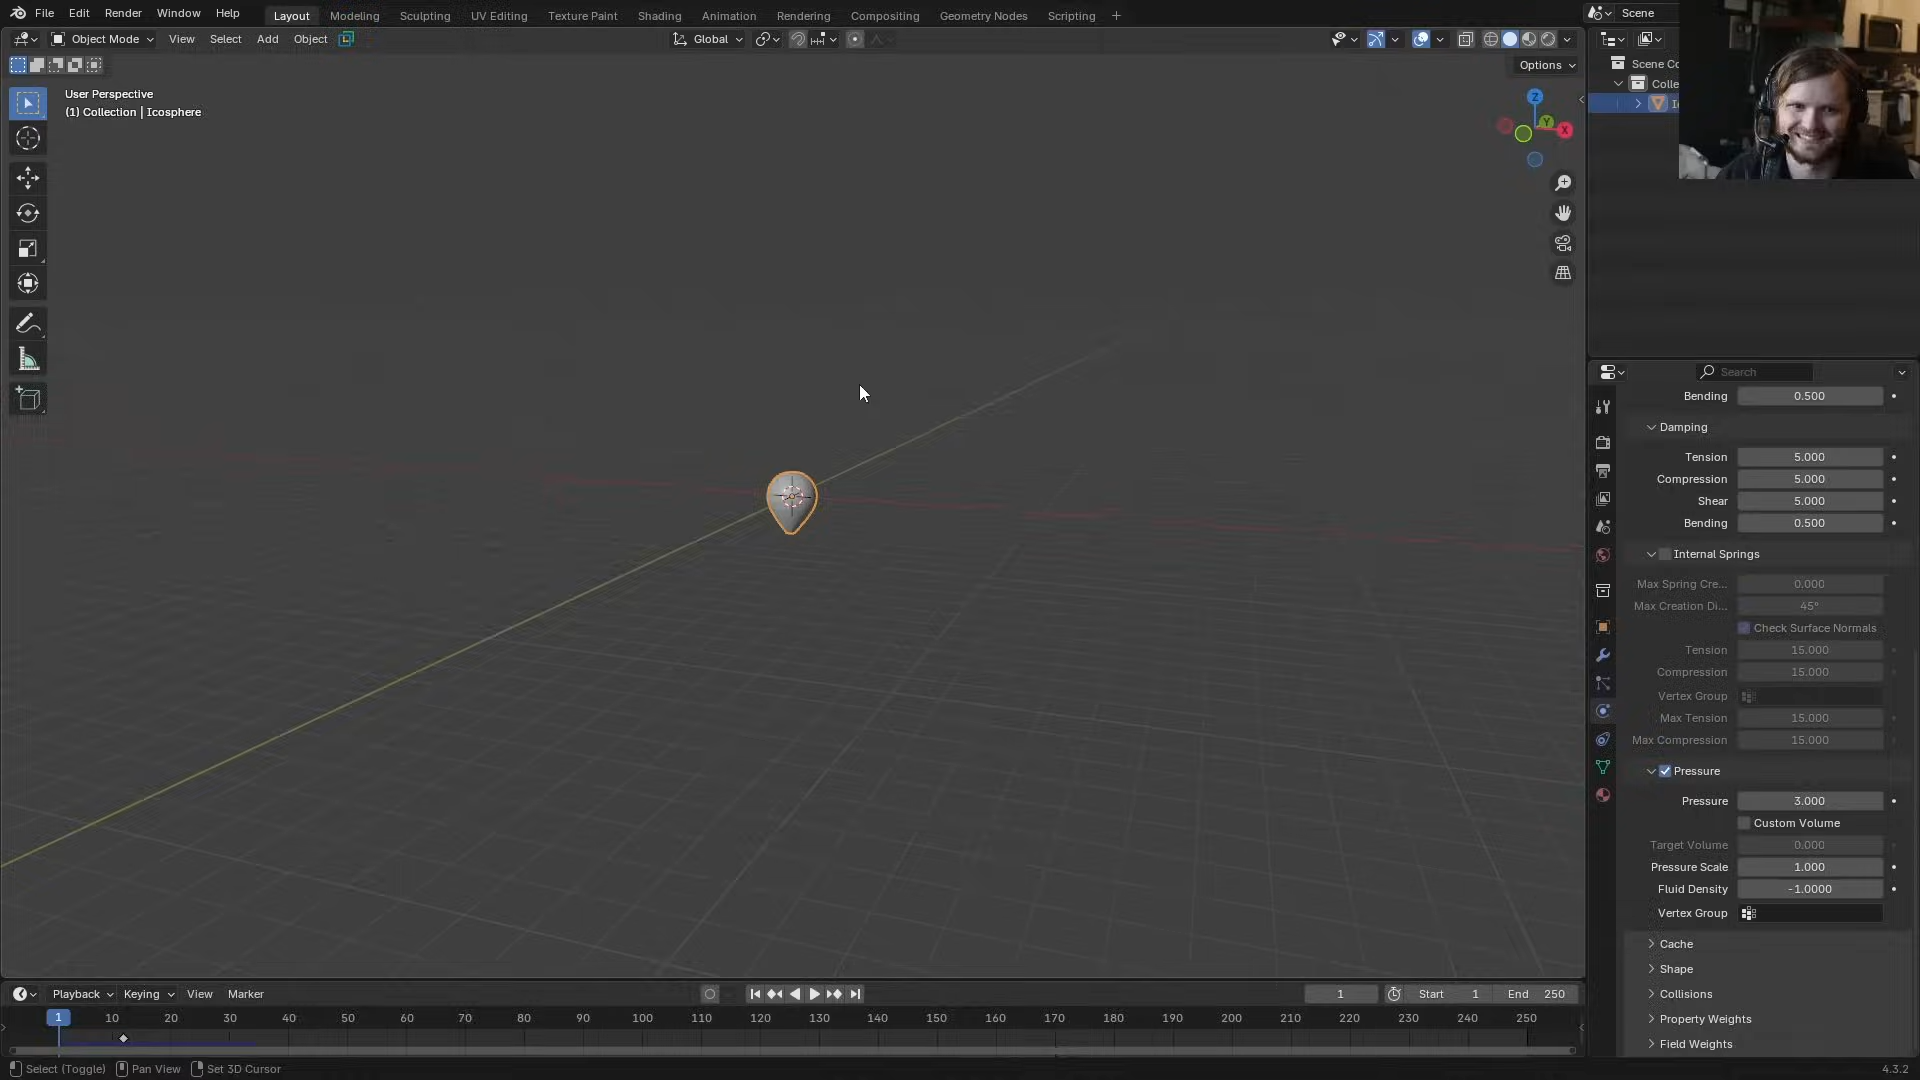 File Edit Render Window Help Layout Modeling Sculpting UV Editing Texture Paint Shading Animation Rendering Compositing Geometry Nodes Scripting + Scene
Object Mode View Select Add Object Global
Options
User Perspective
(1) Collection | Icosphere
Z
Y
X
Scene Co
Colle
Search
Bending 0.500
Damping
Tension 5.000
Compression 5.000
Shear 5.000
Bending 0.500
Internal Springs
Max Spring Cre... 0.000
Max Creation Di... 45°
Check Surface Normals
Tension 15.000
Compression 15.000
Vertex Group
Max Tension 15.000
Max Compression 15.000
Pressure
Pressure 3.000
Custom Volume
Target Volume 0.000
Pressure Scale 1.000
Fluid Density -1.0000
Vertex Group
Cache
Shape
Collisions
Property Weights
Field Weights
Playback Keying View Marker 1 Start 1 End 250
1 10 20 30 40 50 60 70 80 90 100 110 120 130 140 150 160 170 180 190 200 210 220 230 240 250
Select (Toggle) Pan View Set 3D Cursor 4.3.2